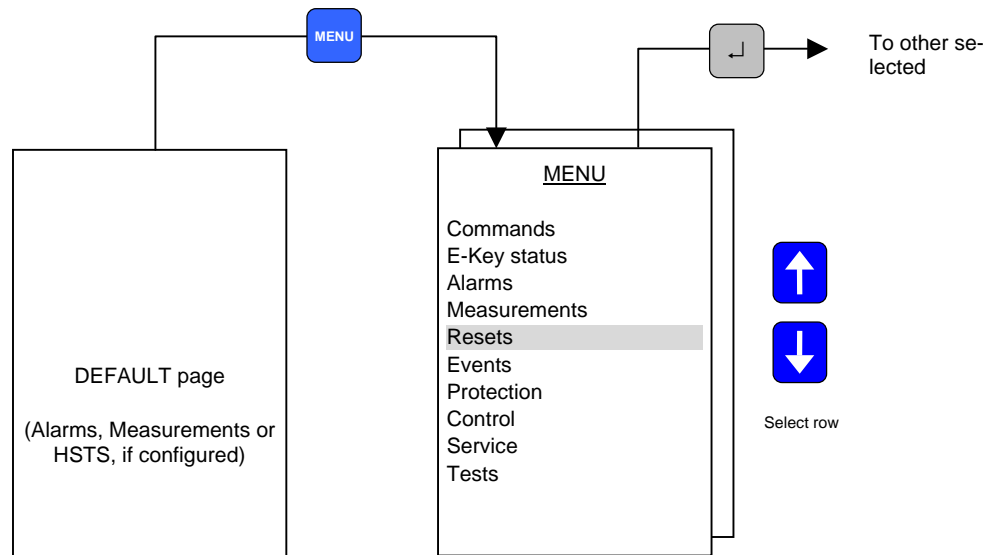 MENU
To other se-
lected
MENU
Commands
E-Key status
Alarms
Measurements
Resets
Events
Protection
Control
Service
Tests
DEFAULT page
(Alarms, Measurements or
HSTS, if configured)
Select row